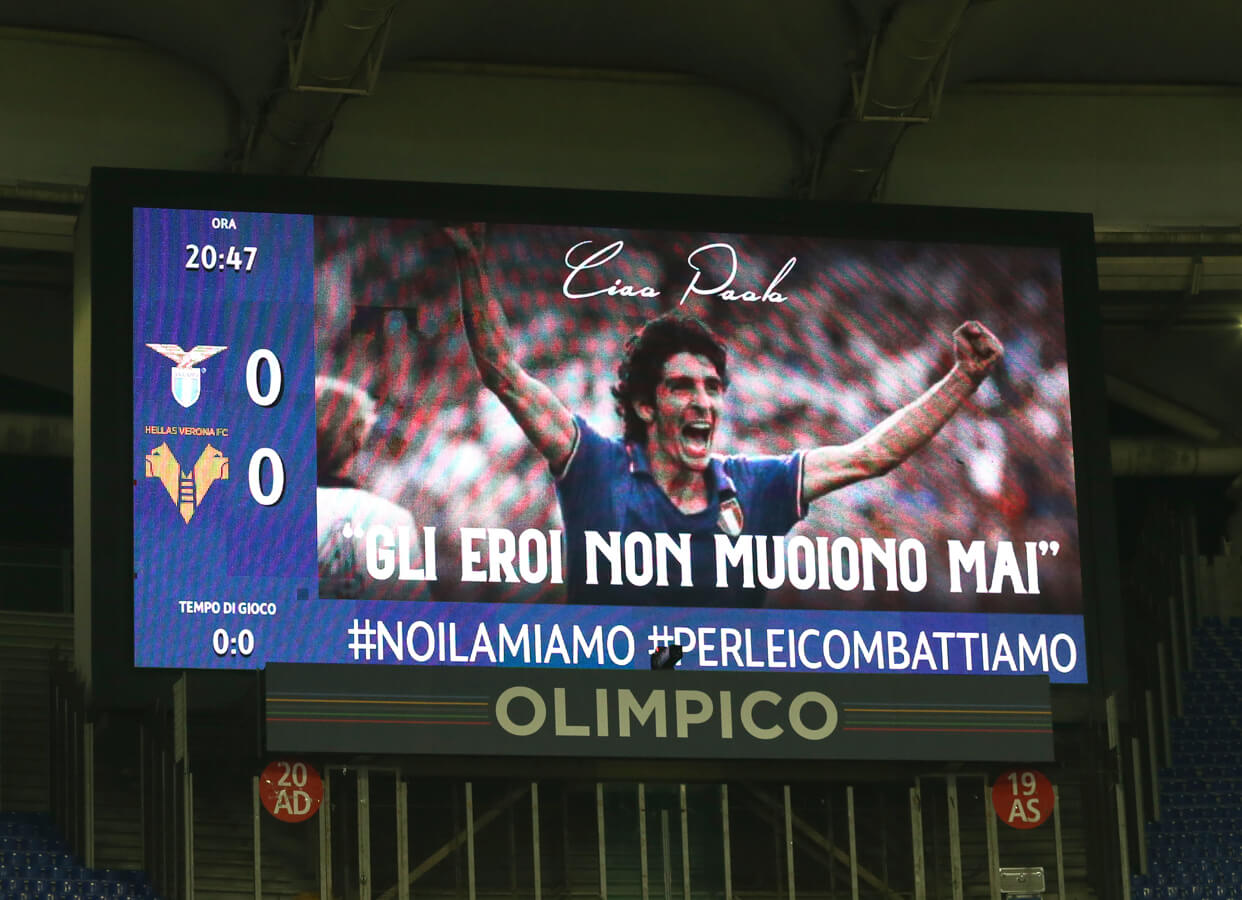 ORA
20:47
0
HELLAS VERONA FC
0
TEMPO DI GIOCO
0:0
Ciao Paolo
“GLI EROI NON MUOIONO MAI”
#NOILAMIAMO #PERLEICOMBATTIAMO
OLIMPICO
20
AD
19
AS